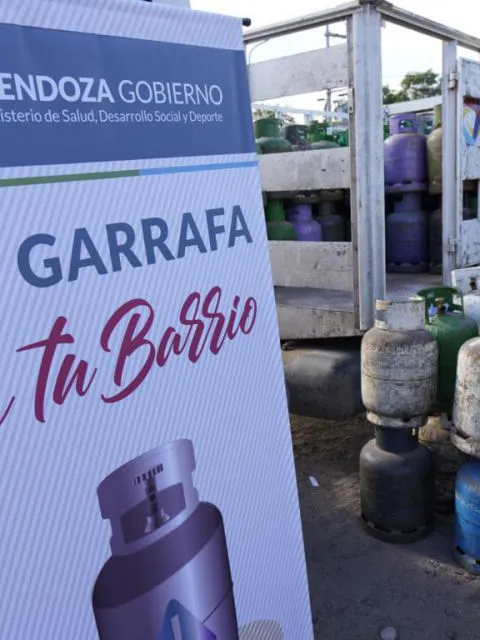 ENDOZA GOBIERNO
isterio de Salud, Desarrollo Social y Deporte
GARRAFA
tu Barrio